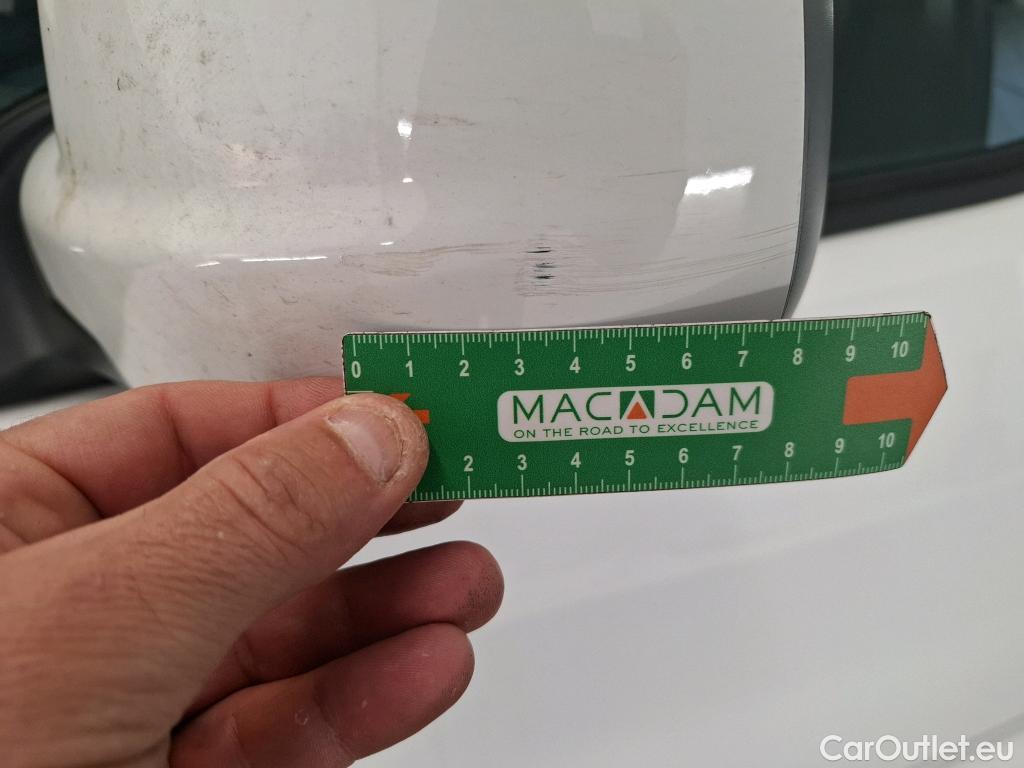 0 1 2 3 4 5 6 7 8 9 10
MACADAM
ON THE ROAD TO EXCELLENCE
2 3 4 5 6 7 8 9 10
CarOutlet.eu